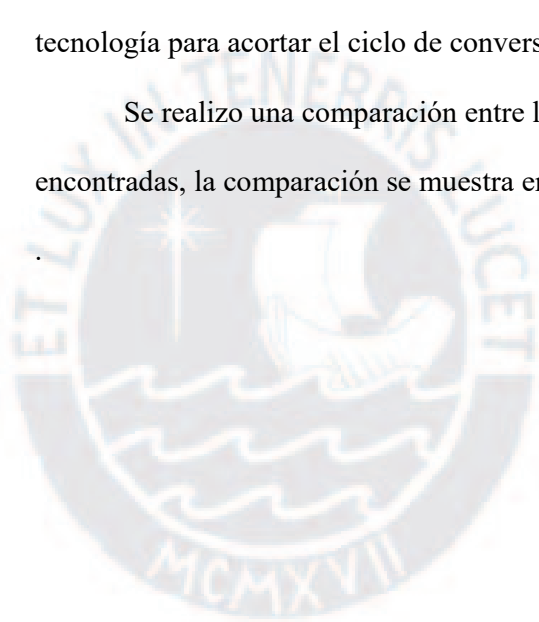 tecnología para acortar el ciclo de convers
Se realizo una comparación entre l
encontradas, la comparación se muestra en
.
ET LUX IN TENEBRIS LUCET
MCMXVII